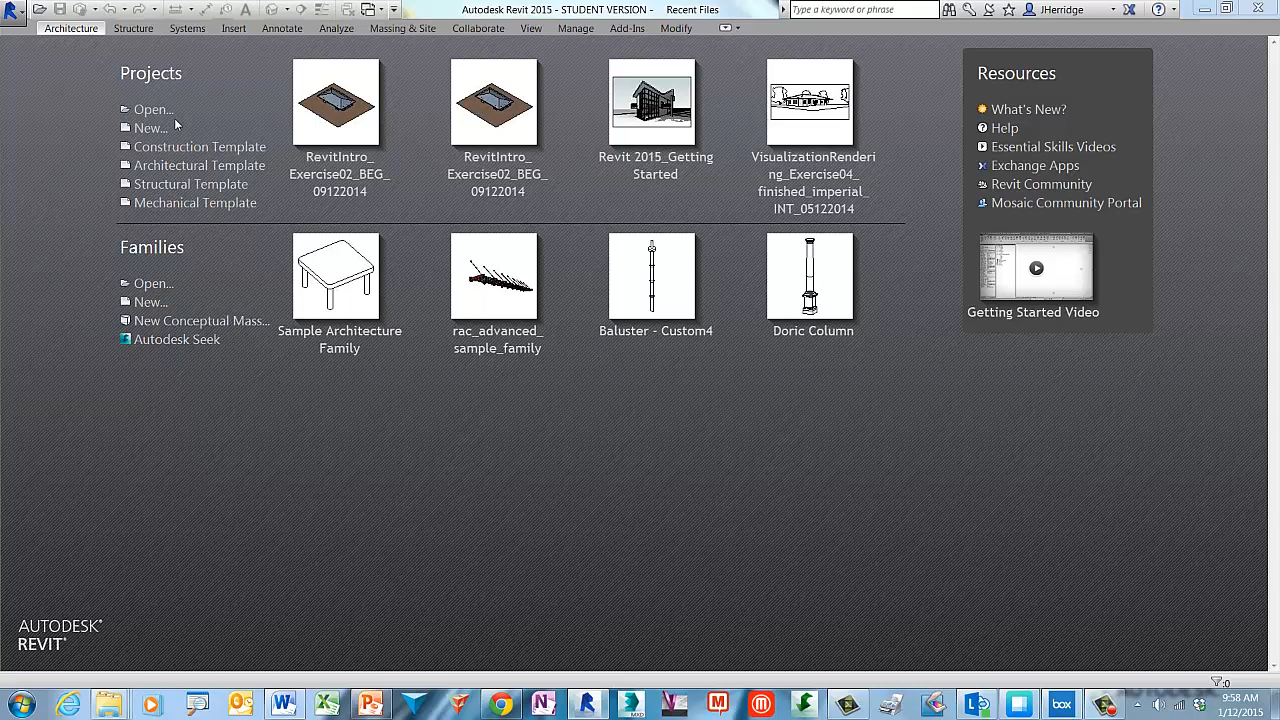 Autodesk Revit 2015 - STUDENT VERSION - Recent Files
Type a keyword or phrase
JHerridge
Architecture Structure Systems Insert Annotate Analyze Massing & Site Collaborate View Manage Add-Ins Modify
Projects
Open...
New...
Construction Template
Architectural Template
Structural Template
Mechanical Template
RevitIntro_
Exercise02_BEG_
09122014
RevitIntro_
Exercise02_BEG_
09122014
Revit 2015_Getting
Started
VisualizationRenderi
ng_Exercise04_
finished_imperial_
INT_05122014
Families
Open...
New...
New Conceptual Mass...
Autodesk Seek
Sample Architecture
Family
rac_advanced_
sample_family
Baluster - Custom4
Doric Column
Resources
What's New?
Help
Essential Skills Videos
Exchange Apps
Revit Community
Mosaic Community Portal
Getting Started Video
AUTODESK®
REVIT®
:0
box
9:58 AM
1/12/2015